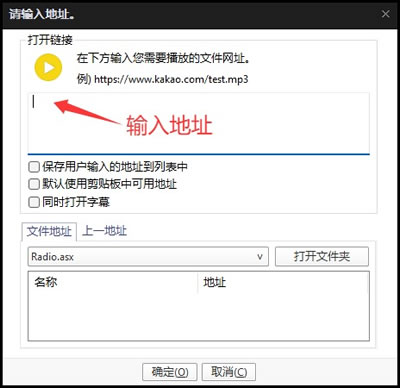 请输入地址。
打开链接
在下方输入您需要播放的文件网址。
例) https://www.kakao.com/test.mp3
输入地址
保存用户输入的地址到列表中
默认使用剪贴板中可用地址
同时打开字幕
文件地址 上一地址
Radio.asx 打开文件夹
名称 地址
确定(O) 取消(C)